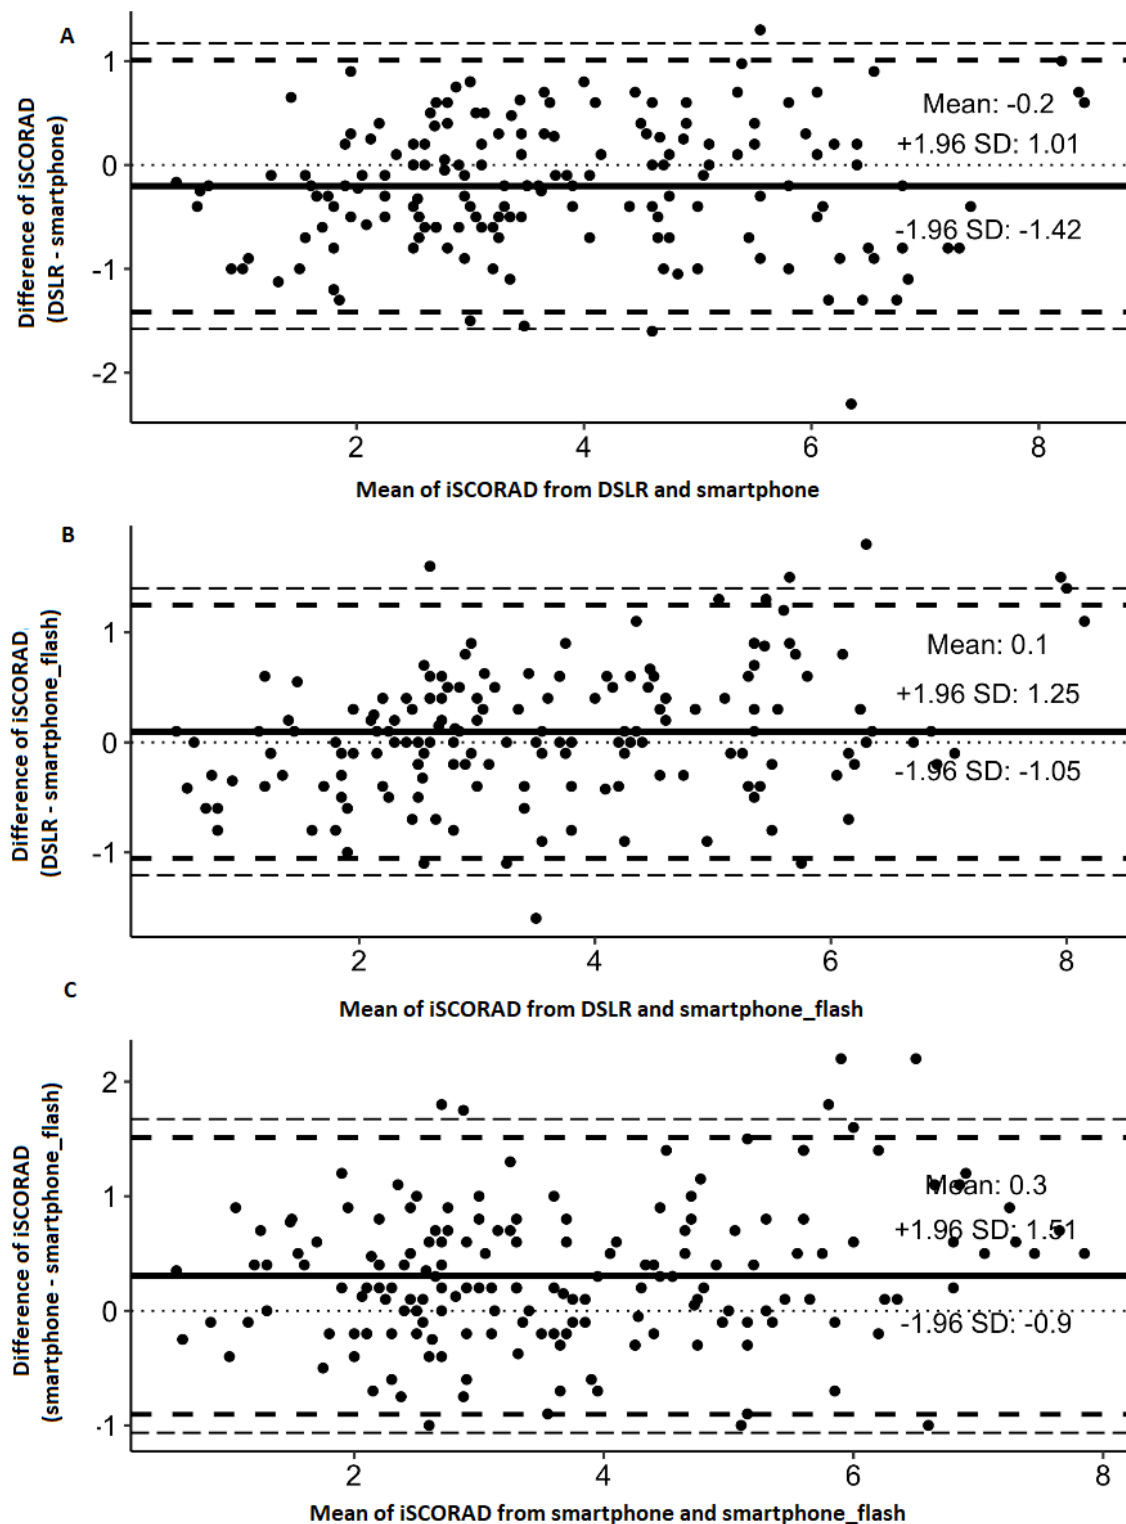 A
Difference of iSCORAD
(DSLR - smartphone)
1
0
-1
-2
Mean: -0.2
+1.96 SD: 1.01
-1.96 SD: -1.42
2
4
6
8
Mean of iSCORAD from DSLR and smartphone
B
Difference of iSCORAD
(DSLR - smartphone_flash)
1
0
-1
Mean: 0.1
+1.96 SD: 1.25
-1.96 SD: -1.05
2
4
6
8
Mean of iSCORAD from DSLR and smartphone_flash
C
Difference of iSCORAD
(smartphone - smartphone_flash)
2
1
0
-1
Mean: 0.3
+1.96 SD: 1.51
-1.96 SD: -0.9
2
4
6
8
Mean of iSCORAD from smartphone and smartphone_flash